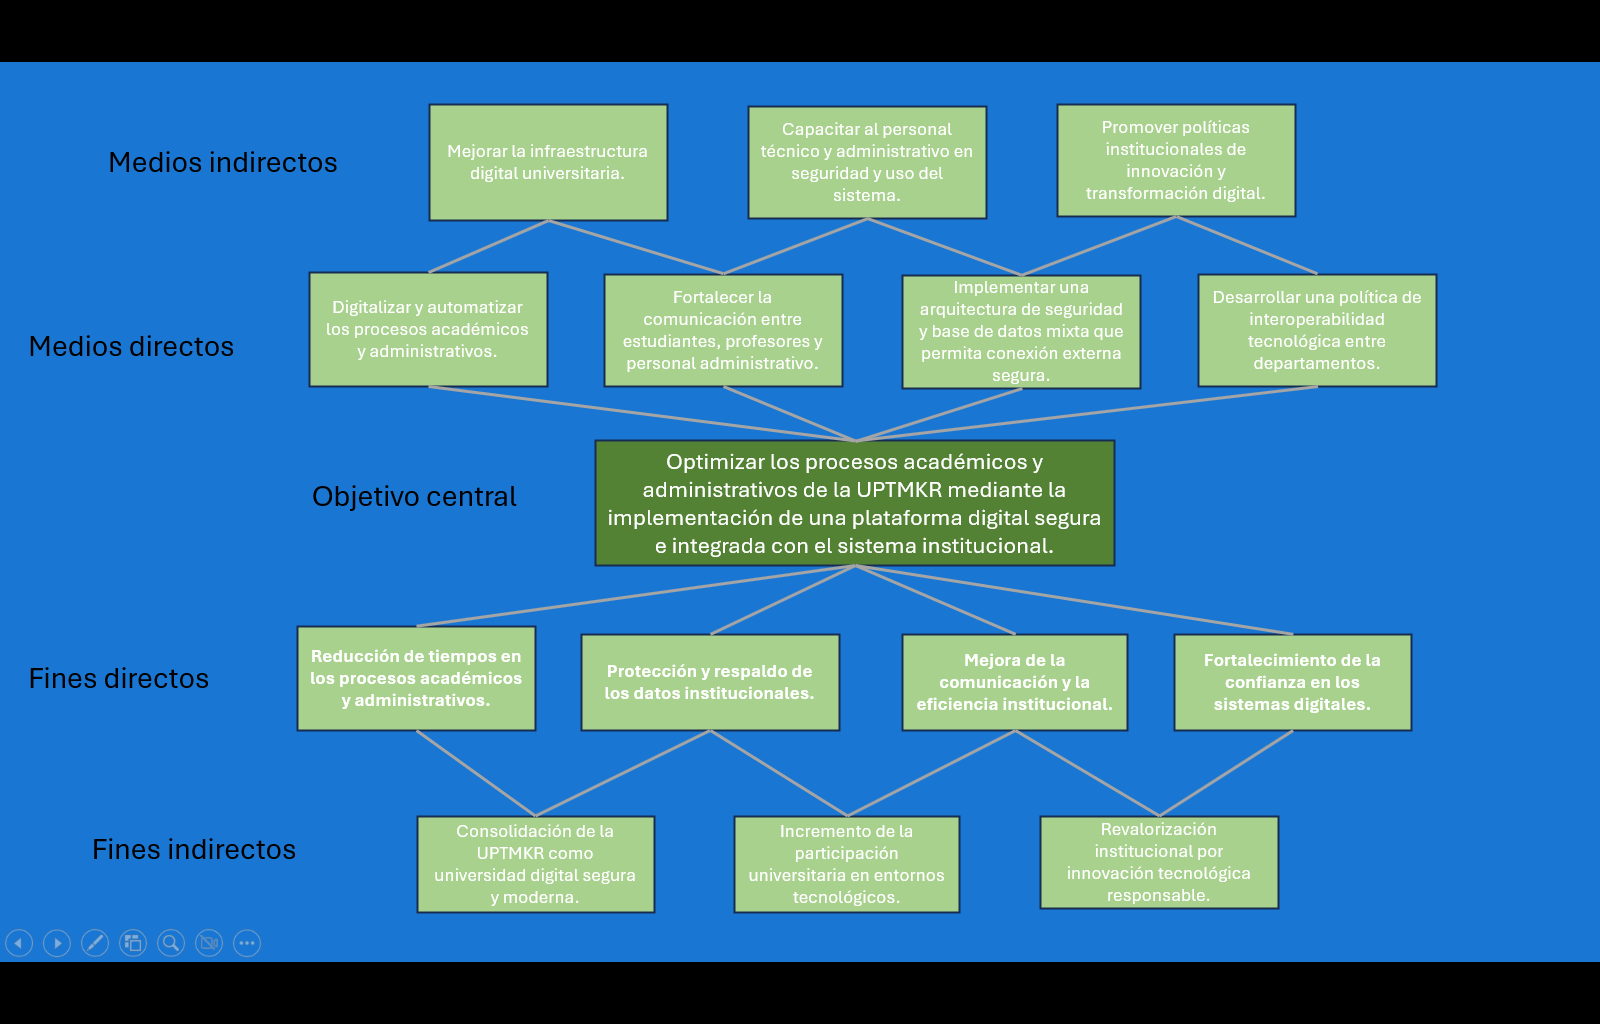 Medios indirectos
Mejorar la infraestructura
digital universitaria.
Capacitar al personal
técnico y administrativo en
seguridad y uso del
sistema.
Promover políticas
institucionales de
innovación y
transformación digital.
Medios directos
Digitalizar y automatizar
los procesos académicos
y administrativos.
Fortalecer la
comunicación entre
estudiantes, profesores y
personal administrativo.
Implementar una
arquitectura de seguridad
y base de datos mixta que
permita conexión externa
segura.
Desarrollar una política de
interoperabilidad
tecnológica entre
departamentos.
Objetivo central
Optimizar los procesos académicos y
administrativos de la UPTMKR mediante la
implementación de una plataforma digital segura
e integrada con el sistema institucional.
Fines directos
Reducción de tiempos en
los procesos académicos
y administrativos.
Protección y respaldo de
los datos institucionales.
Mejora de la
comunicación y la
eficiencia institucional.
Fortalecimiento de la
confianza en los
sistemas digitales.
Fines indirectos
Consolidación de la
UPTMKR como
universidad digital segura
y moderna.
Incremento de la
participación
universitaria en entornos
tecnológicos.
Revalorización
institucional por
innovación tecnológica
responsable.